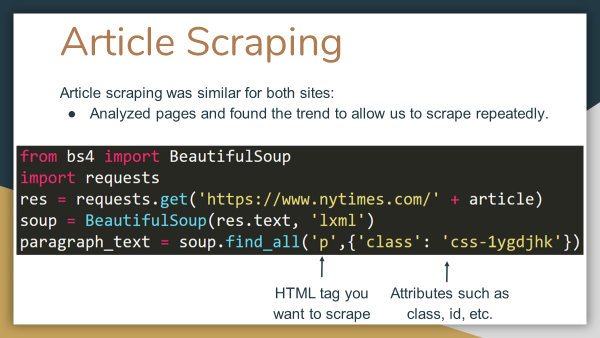 Article Scraping
Article scraping was similar for both sites:
● Analyzed pages and found the trend to allow us to scrape repeatedly.
from bs4 import BeautifulSoup
import requests
res = requests.get('https://www.nytimes.com/' + article)
soup = BeautifulSoup(res.text, 'lxml')
paragraph_text = soup.find_all('p',{'class': 'css-1ygdjhk'})
HTML tag you
want to scrape
Attributes such as
class, id, etc.